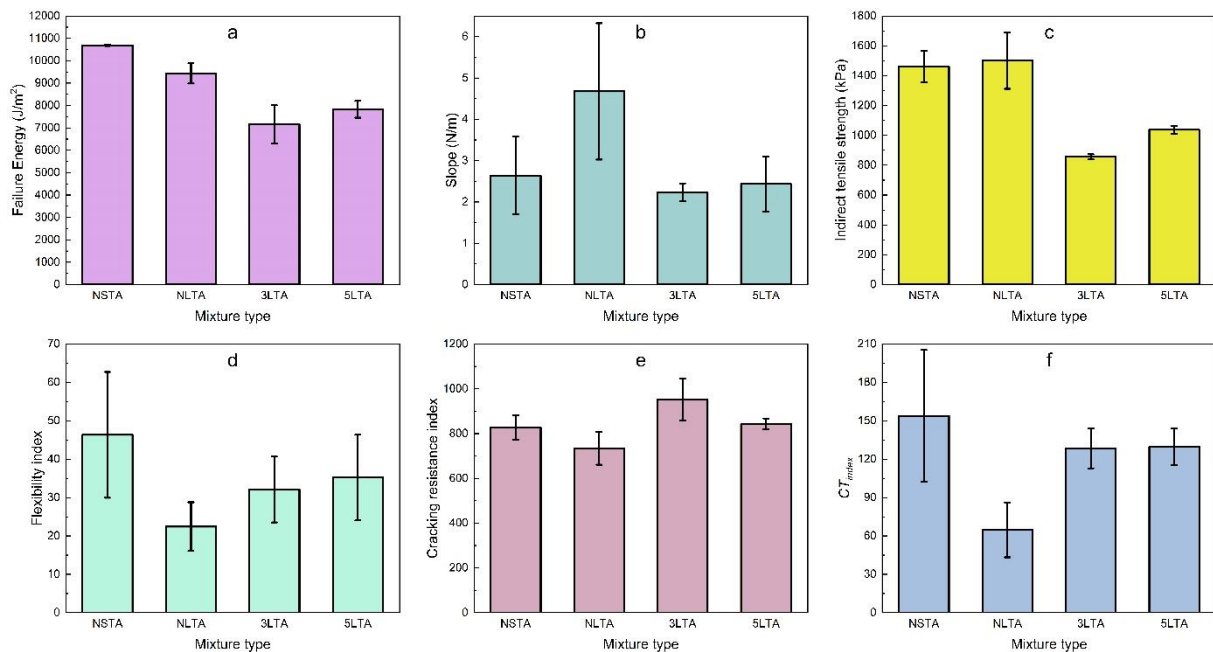 a
Failure Energy (J/m²)
12000
11000
10000
9000
8000
7000
6000
5000
4000
3000
2000
1000
0
NSTA NLTA 3LTA 5LTA
Mixture type
b
Slope (N/m)
6
5
4
3
2
1
0
NSTA NLTA 3LTA 5LTA
Mixture type
c
Indirect tensile strength (kPa)
1800
1600
1400
1200
1000
800
600
400
200
0
NSTA NLTA 3LTA 5LTA
Mixture type
d
Flexibility index
70
60
50
40
30
20
10
0
NSTA NLTA 3LTA 5LTA
Mixture type
e
Cracking resistance index
1200
1000
800
600
400
200
0
NSTA NLTA 3LTA 5LTA
Mixture type
f
CTindex
210
180
150
120
90
60
30
0
NSTA NLTA 3LTA 5LTA
Mixture type